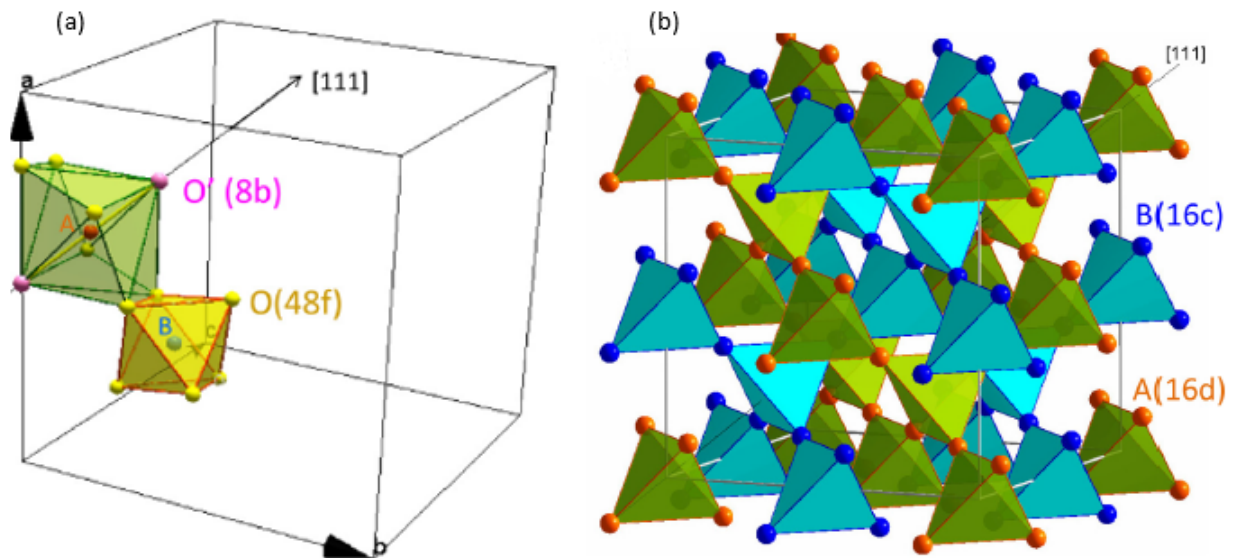 (a)
a
[111]
O' (8b)
A
O(48f)
B
c
b
(b)
[111]
B(16c)
A(16d)